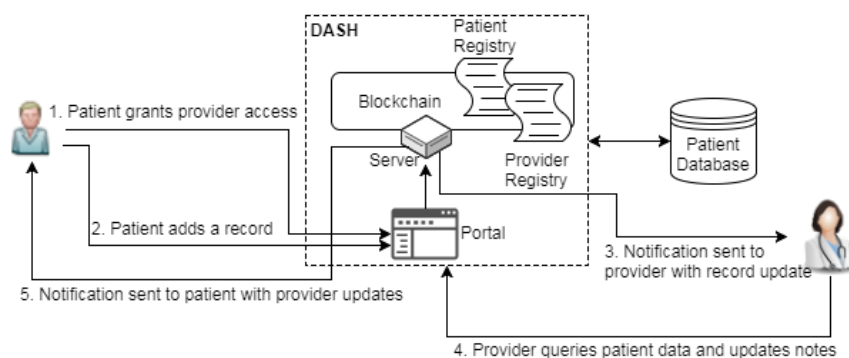 DASH
Patient
Registry
1. Patient grants provider access
Blockchain
Server
Provider
Registry
Patient
Database
2. Patient adds a record
Portal
3. Notification sent to
provider with record update
5. Notification sent to patient with provider updates
4. Provider queries patient data and updates notes